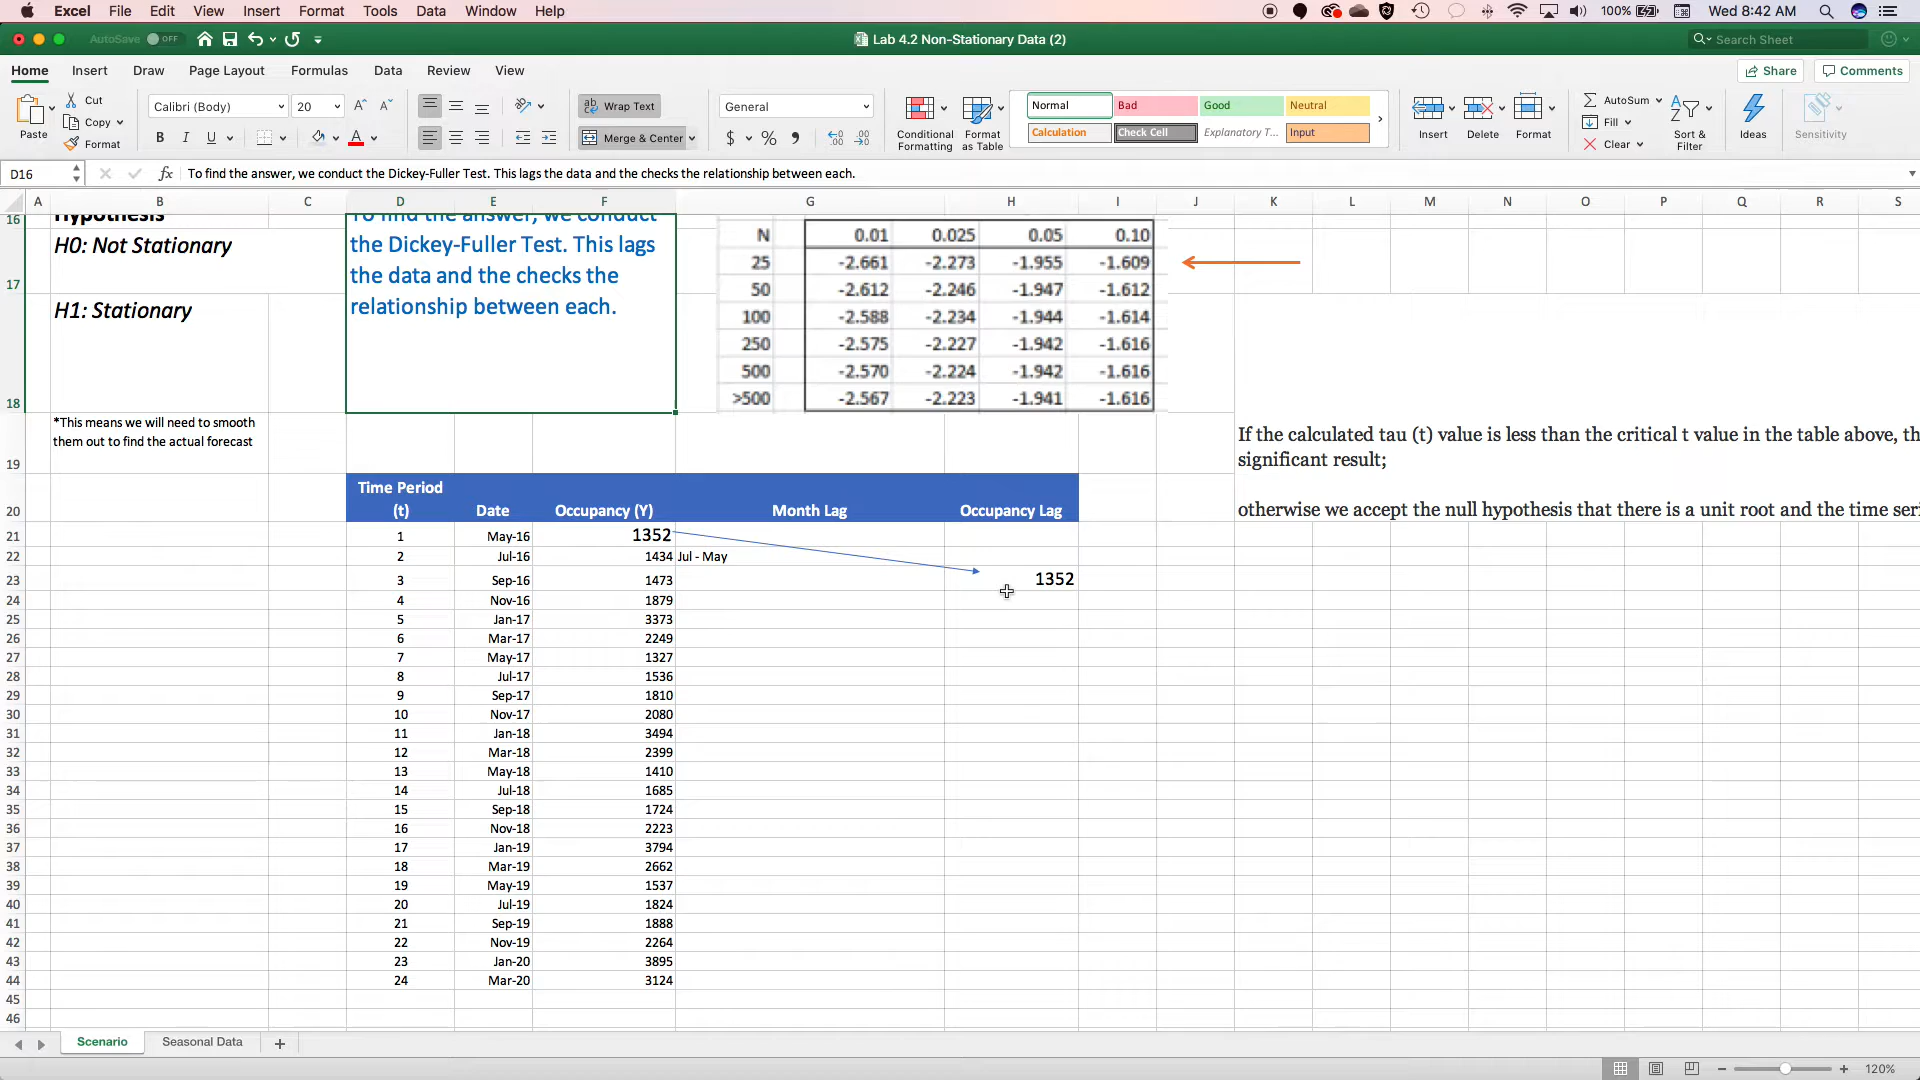 Excel File Edit View Insert Format Tools Data Window Help 100% Wed 8:42 AM
AutoSave OFF Lab 4.2 Non-Stationary Data (2) Search Sheet
Home Insert Draw Page Layout Formulas Data Review View Share Comments
Paste Cut Copy Format
Calibri (Body) 20 Wrap Text General
B I U Merge & Center $ %
Conditional Formatting
Format as Table
Normal Bad Good Neutral
Calculation Check Cell Explanatory T... Input
Insert Delete Format
AutoSum Fill Clear
Sort & Filter
Ideas Sensitivity
D16 fx To find the answer, we conduct the Dickey-Fuller Test. This lags the data and the checks the relationship between each.
A B C D E F G H I J K L M N O P Q R S
16 Hypothesis
17 H0: Not Stationary
18 H1: Stationary
To find the answer, we conduct
the Dickey-Fuller Test. This lags
the data and the checks the
relationship between each.
N 0.01 0.025 0.05 0.10
25 -2.661 -2.273 -1.955 -1.609
50 -2.612 -2.246 -1.947 -1.612
100 -2.588 -2.234 -1.944 -1.614
250 -2.575 -2.227 -1.942 -1.616
500 -2.570 -2.224 -1.942 -1.616
>500 -2.567 -2.223 -1.941 -1.616
19 *This means we will need to smooth
them out to find the actual forecast
If the calculated tau (t) value is less than the critical t value in the table above, th
significant result;
otherwise we accept the null hypothesis that there is a unit root and the time seri
20 Time Period (t) Date Occupancy (Y) Month Lag Occupancy Lag
21 1 May-16 1352
22 2 Jul-16 1434 Jul - May
23 3 Sep-16 1473 1352
24 4 Nov-16 1879
25 5 Jan-17 3373
26 6 Mar-17 2249
27 7 May-17 1327
28 8 Jul-17 1536
29 9 Sep-17 1810
30 10 Nov-17 2080
31 11 Jan-18 3494
32 12 Mar-18 2399
33 13 May-18 1410
34 14 Jul-18 1685
35 15 Sep-18 1724
36 16 Nov-18 2223
37 17 Jan-19 3794
38 18 Mar-19 2662
39 19 May-19 1537
40 20 Jul-19 1824
41 21 Sep-19 1888
42 22 Nov-19 2264
43 23 Jan-20 3895
44 24 Mar-20 3124
45
46
Scenario Seasonal Data +
120%